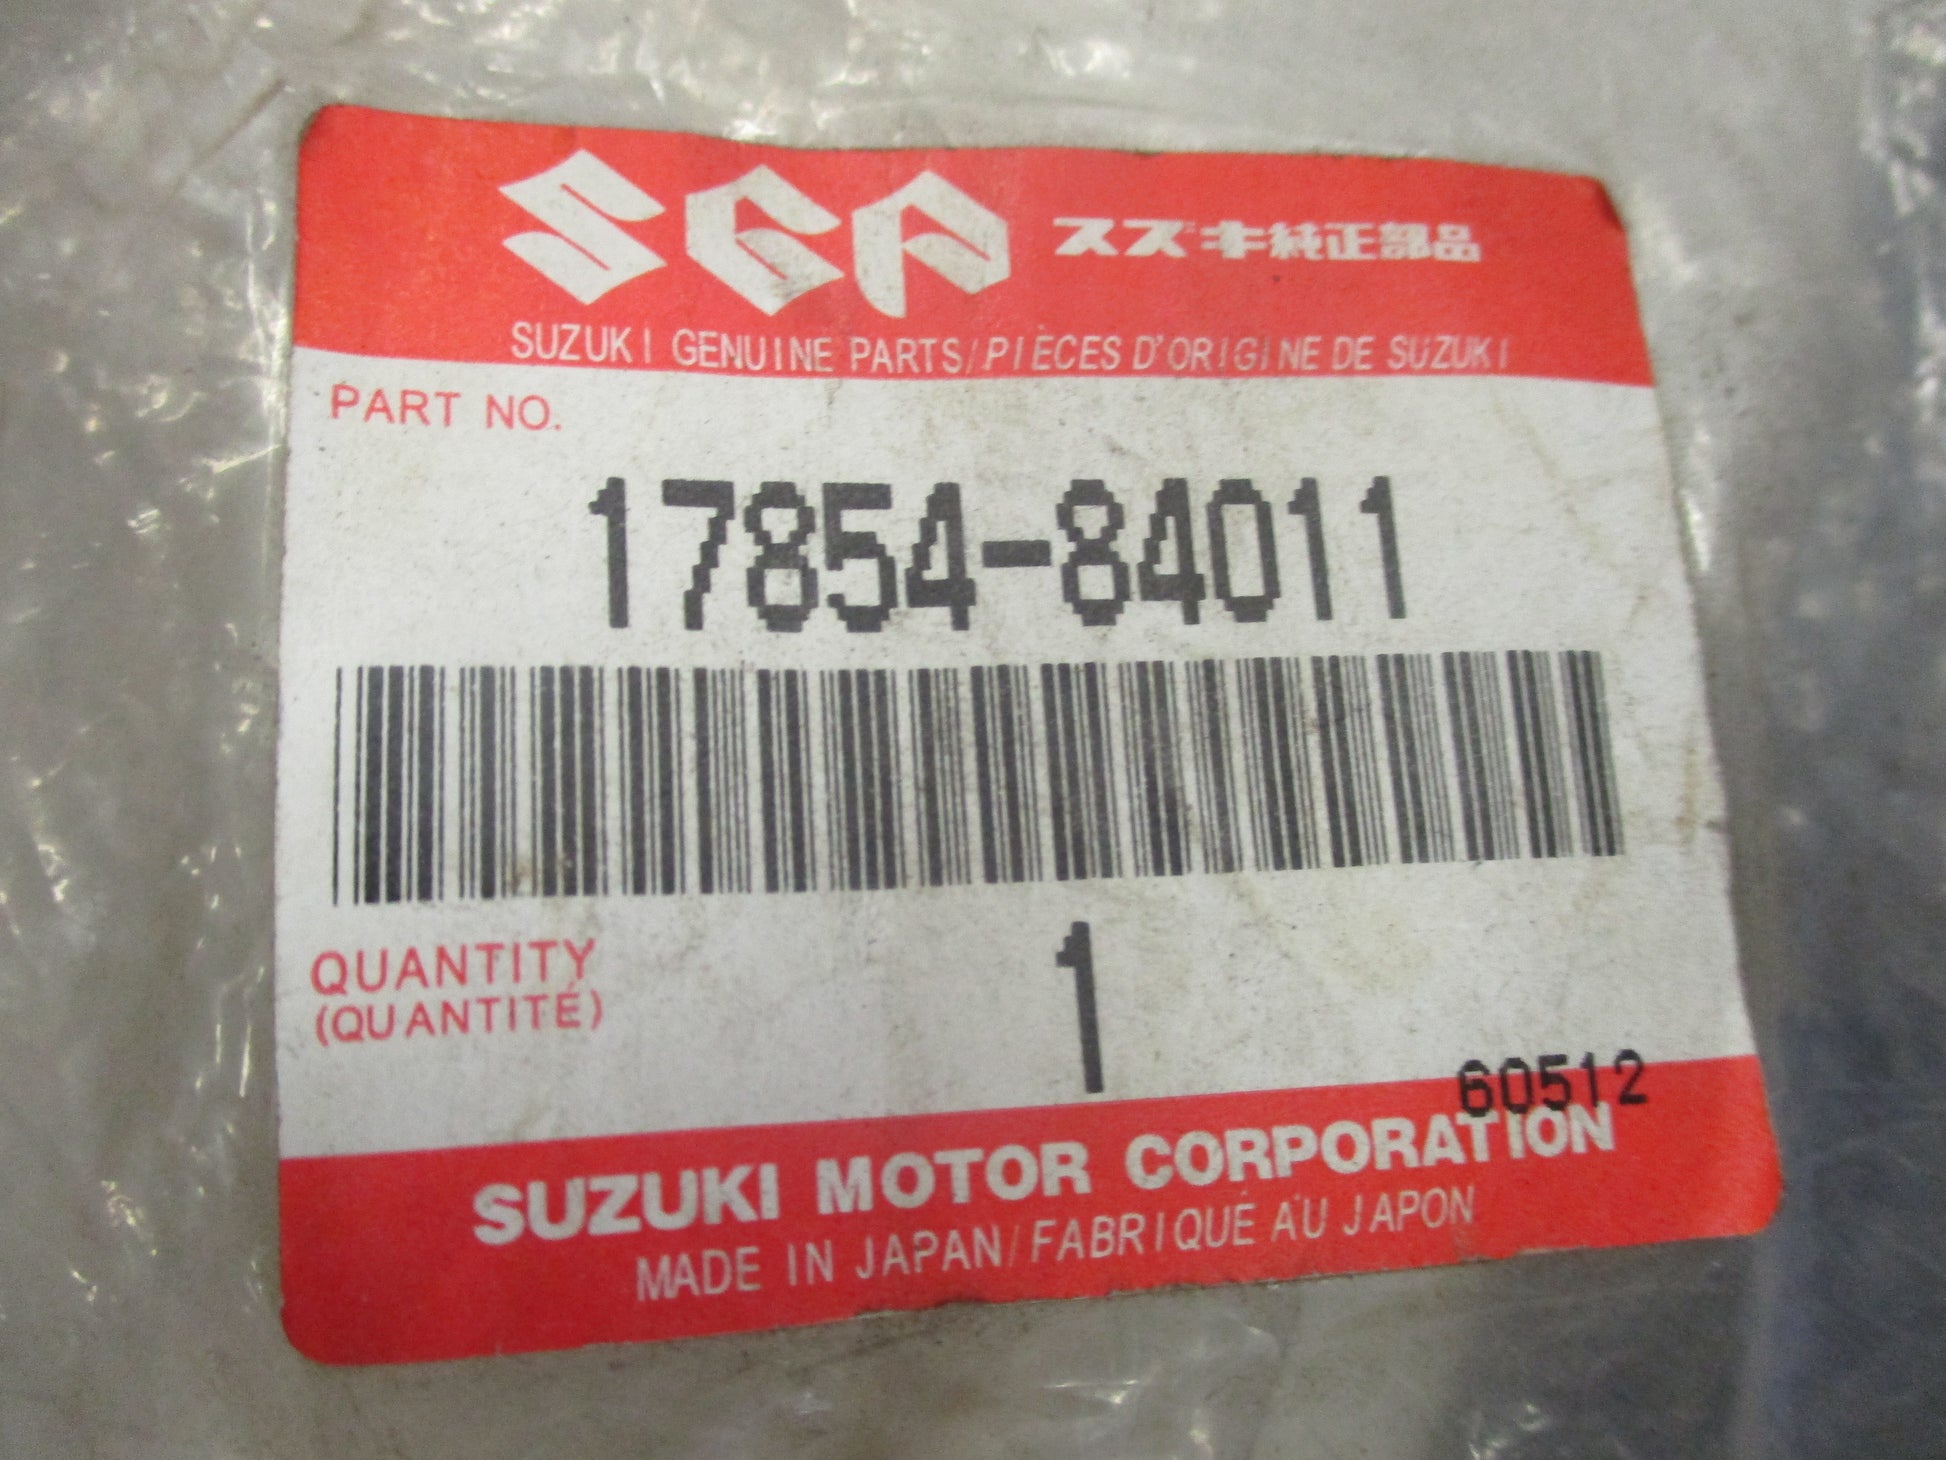 SGP スズキ純正部品
SUZUKI GENUINE PARTS/PIÈCES D'ORIGINE DE SUZUKI
PART NO.
17854-84011
QUANTITY
(QUANTITÉ)
1
60512
SUZUKI MOTOR CORPORATION
MADE IN JAPAN/FABRIQUÉ AU JAPON